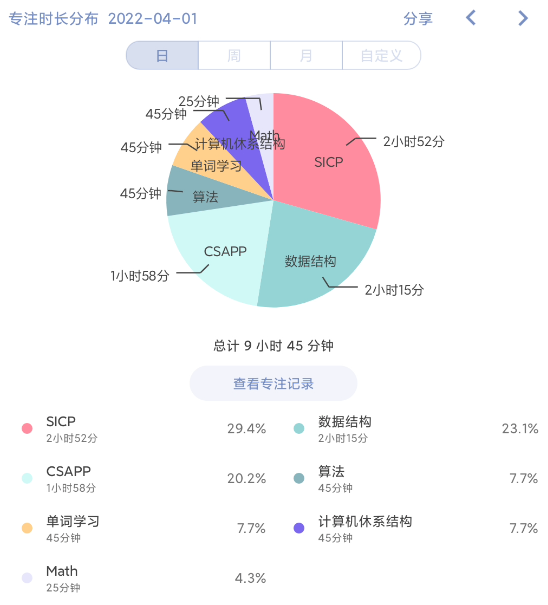 专注时长分布 2022-04-01
分享
日 周 月 自定义
25分钟
45分钟
Math
计算机休系结构
2小时52分
45分钟
SICP
单词学习
45分钟
算法
CSAPP
数据结构
1小时58分
2小时15分
总计 9 小时 45 分钟
查看专注记录
SICP
2小时52分
29.4%
数据结构
2小时15分
23.1%
CSAPP
1小时58分
20.2%
算法
45分钟
7.7%
单词学习
45分钟
7.7%
计算机休系结构
45分钟
7.7%
Math
25分钟
4.3%